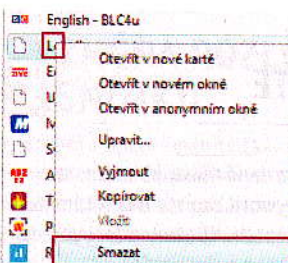 English - BLC4u
Otevřít v nové kartě
Otevřít v novém okně
Otevřít v anonymním okně
Upravit...
Vyjmout
Kopírovat
Vložit
Smazat